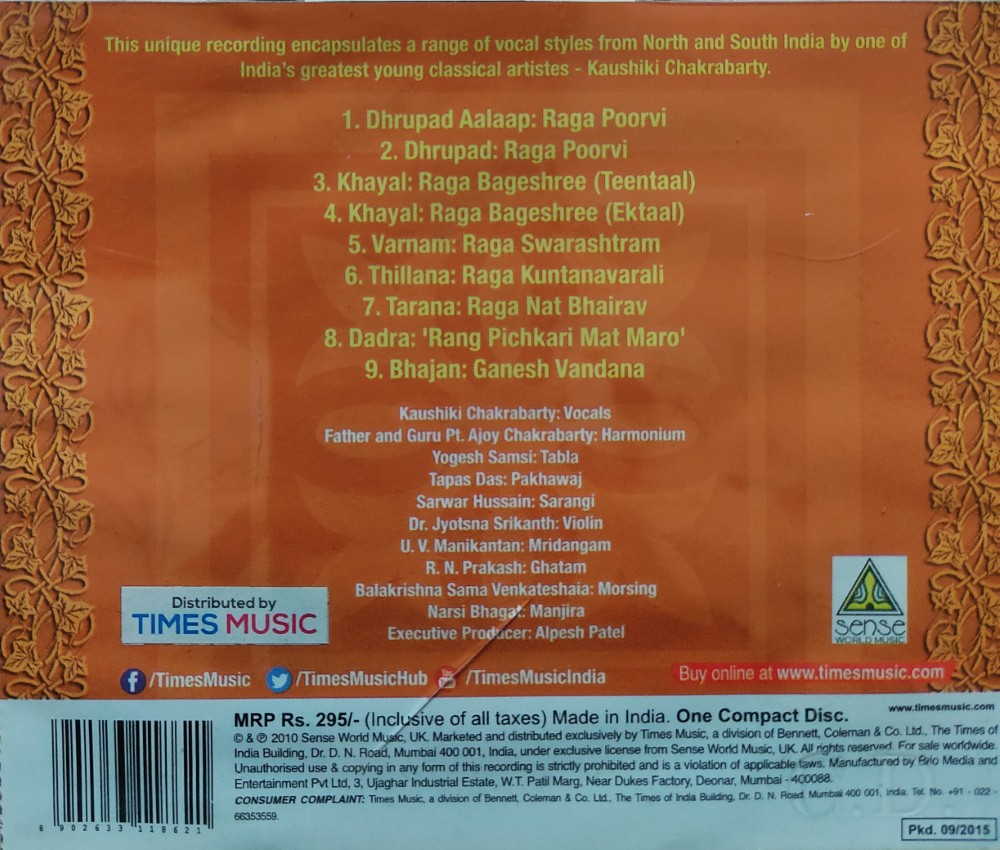 This unique recording encapsulates a range of vocal styles from North and South India by one of
India's greatest young classical artistes - Kaushiki Chakrabarty.
1. Dhrupad Aalaap: Raga Poorvi
2. Dhrupad: Raga Poorvi
3. Khayal: Raga Bageshree (Teentaal)
4. Khayal: Raga Bageshree (Ektaal)
5. Varnam: Raga Swarashtram
6. Thillana: Raga Kuntanavarali
7. Tarana: Raga Nat Bhairav
8. Dadra: 'Rang Pichkari Mat Maro'
9. Bhajan: Ganesh Vandana
Kaushiki Chakrabarty: Vocals
Father and Guru Pt. Ajoy Chakrabarty: Harmonium
Yogesh Samsi: Tabla
Tapas Das: Pakhawaj
Sarwar Hussain: Sarangi
Dr. Jyotsna Srikanth: Violin
U. V. Manikantan: Mridangam
R. N. Prakash: Ghatam
Balakrishna Sama Venkateshaia: Morsing
Narsi Bhagat: Manjira
Executive Producer: Alpesh Patel
Distributed by
TIMES MUSIC
sense
WORLD MUSIC
/TimesMusic /TimesMusicHub /TimesMusicIndia
Buy online at www.timesmusic.com
www.timesmusic.com
MRP Rs. 295/- (Inclusive of all taxes) Made in India. One Compact Disc.
© & ℗ 2010 Sense World Music, UK. Marketed and distributed exclusively by Times Music, a division of Bennett, Coleman & Co. Ltd., The Times of
India Building, Dr. D. N. Road, Mumbai 400 001, India, under exclusive license from Sense World Music, UK. All rights reserved. For sale worldwide.
Unauthorised use & copying in any form of this recording is strictly prohibited and is a violation of applicable laws. Manufactured by Brio Media and
Entertainment Pvt Ltd, 3, Ujaghar Industrial Estate, W.T. Patil Marg, Near Dukes Factory, Deonar, Mumbai - 400088.
CONSUMER COMPLAINT: Times Music, a division of Bennett, Coleman & Co. Ltd., The Times of India Building, Dr. D. N. Road, Mumbai 400 001, India. Tel. No. +91 - 022 -
66353559.
8 902633 118621
Pkd. 09/2015